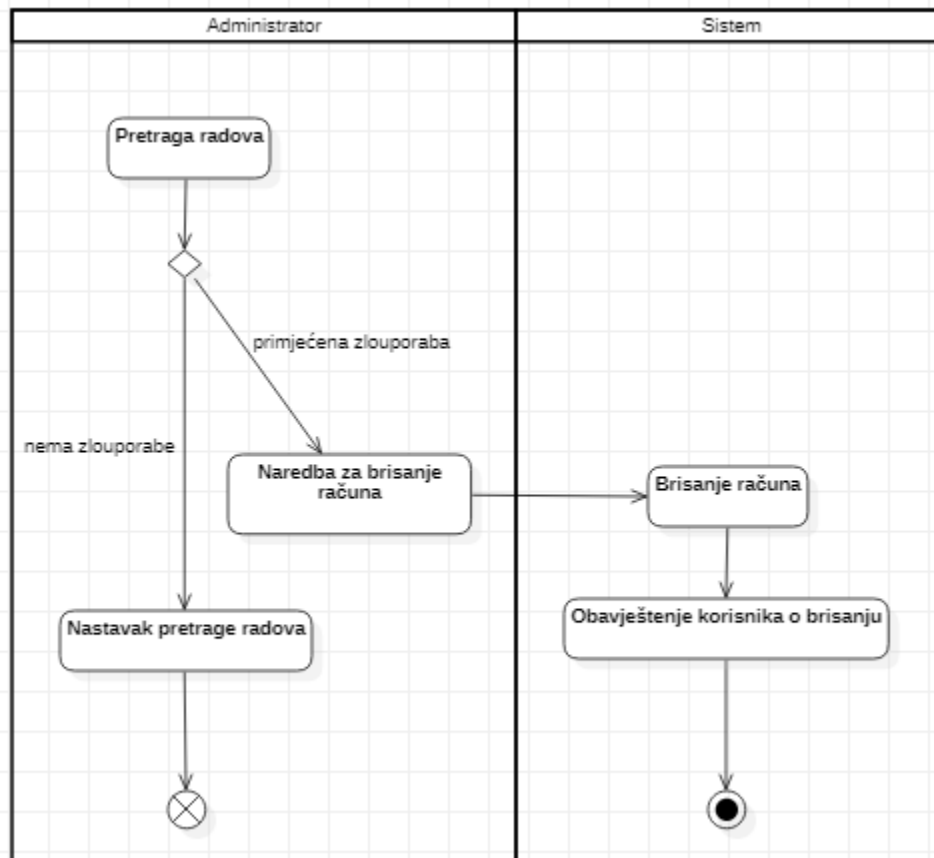 Administrator
Sistem
Pretraga radova
primjećena zlouporaba
nema zlouporabe
Naredba za brisanje
računa
Brisanje računa
Nastavak pretrage radova
Obavještenje korisnika o brisanju